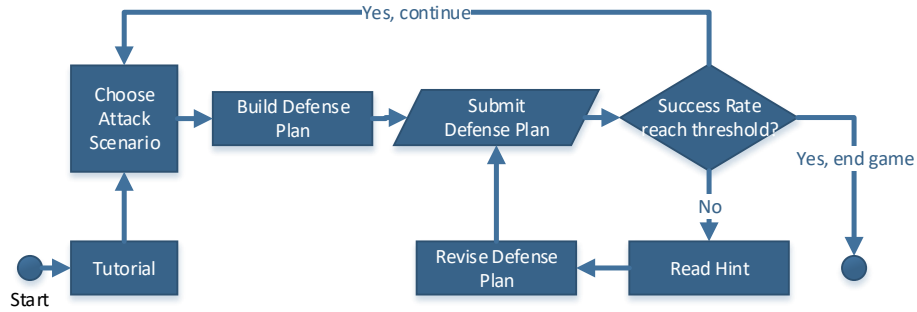 Yes, continue
Choose
Attack
Scenario
Build Defense
Plan
Submit
Defense Plan
Success Rate
reach threshold?
Yes, end game
No
Start
Tutorial
Revise Defense
Plan
Read Hint